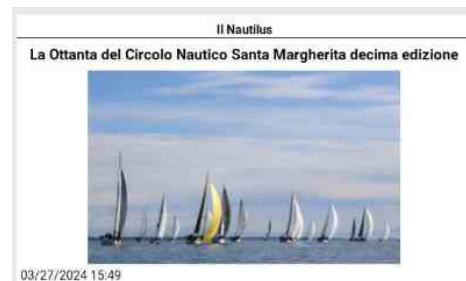 Il Nautilus
La Ottanta del Circolo Nautico Santa Margherita decima edizione
03/27/2024 15:49